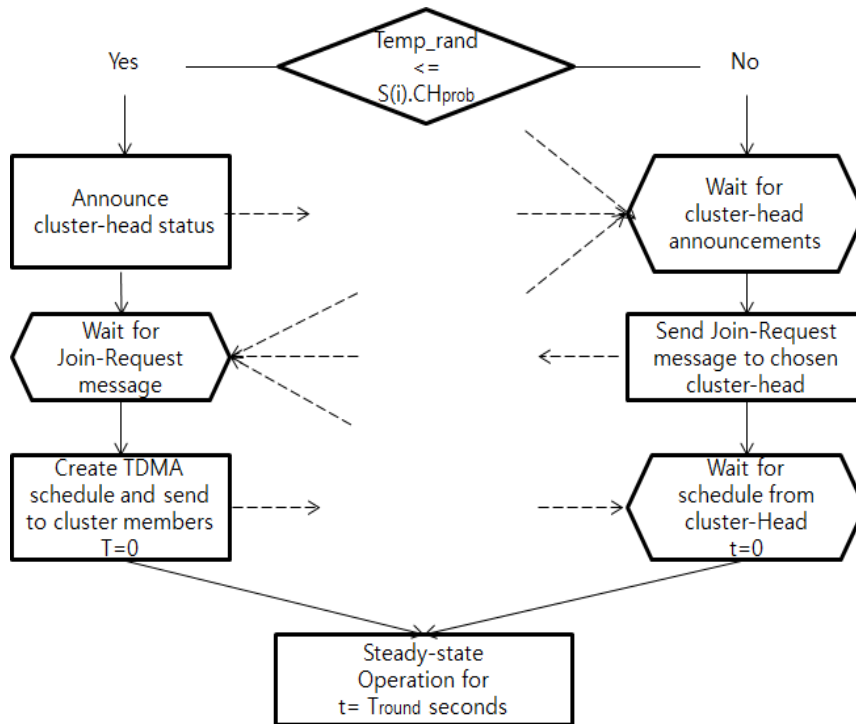 Temp_rand
<=
S(i).CHprob
Yes
No
Announce
cluster-head status
Wait for
cluster-head
announcements
Wait for
Join-Request
message
Send Join-Request
message to chosen
cluster-head
Create TDMA
schedule and send
to cluster members
T=0
Wait for
schedule from
cluster-Head
t=0
Steady-state
Operation for
t= Tround seconds